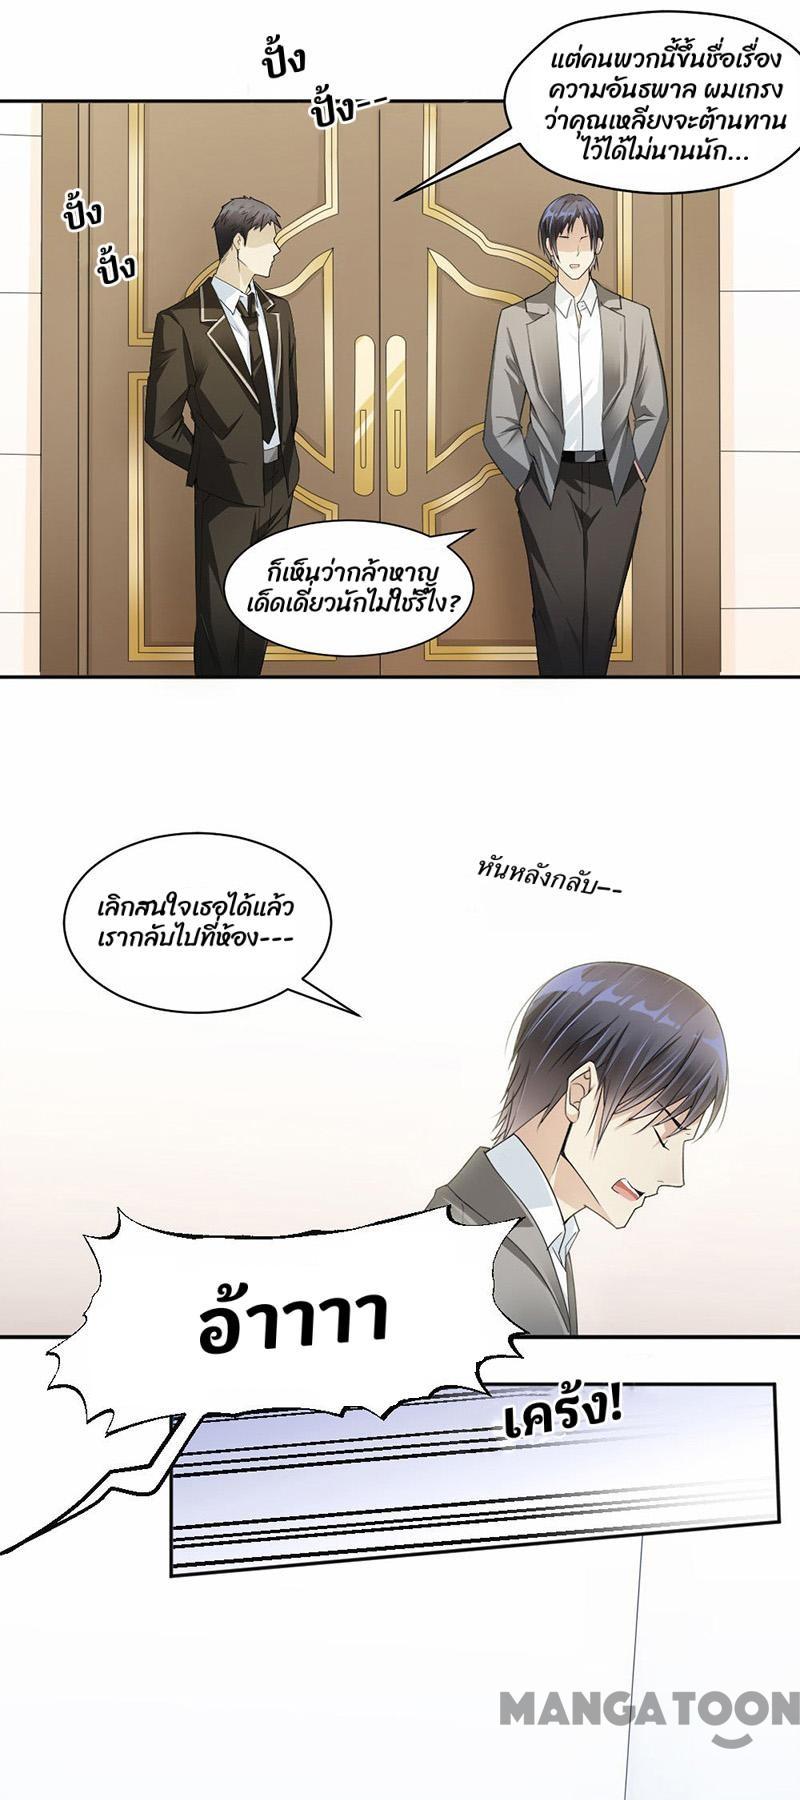 ปั้ง
ปั้ง--
แต่คนพวกนี้ขึ้นชื่อเรื่อง
ความอันธพาล ผมเกรง
ว่าคุณเหลียงจะต้านทาน
ไว้ได้ไม่นานนัก...
ปั้ง
ปั้ง
ก็เห็นว่ากล้าหาญ
เด็ดเดี่ยวนักไม่ใช่รึไง?
เลิกสนใจเธอได้แล้ว
เรากลับไปที่ห้อง---
หันหลังกลับ--
อ้าาาา
เคร้ง!
MANGATOON